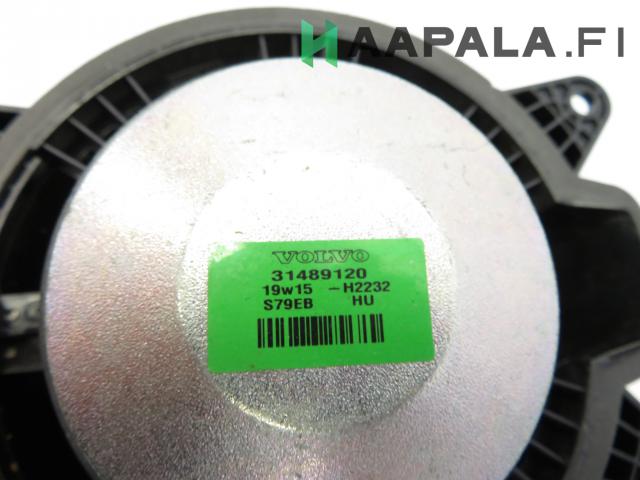 HAAPALA.FI
VOLVO
31489120
19w15 -H2232
S79EB HU